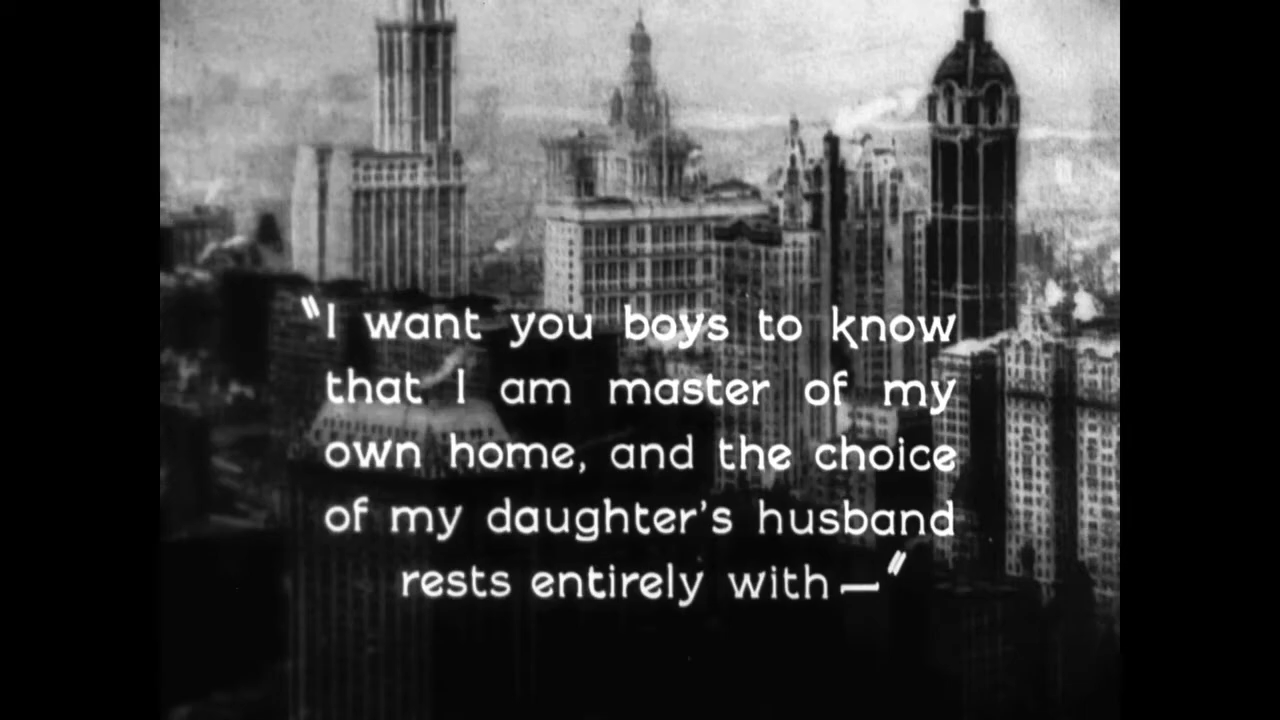 "I want you boys to know
that I am master of my
own home, and the choice
of my daughter's husband
rests entirely with—"